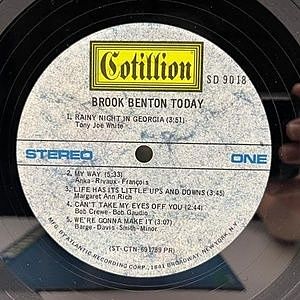 Cotillion
SD 9018
BROOK BENTON TODAY
1. RAINY NIGHT IN GEORGIA (3:51)
Tony Joe White
STEREO ONE
2. MY WAY (5:33)
Anka - Rivaux - François
3. LIFE HAS ITS LITTLE UPS AND DOWNS (3:45)
Margaret Ann Rich
4. CAN'T TAKE MY EYES OFF YOU (2:44)
Bob Crewe - Bob Gaudio
5. WE'RE GONNA MAKE IT (3:07)
Barge - Davis - Smith - Minor
(ST-CTN-691789 PR)
MFG BY ATLANTIC RECORDING CORP., 1841 BROADWAY, NEW YORK, N.Y.